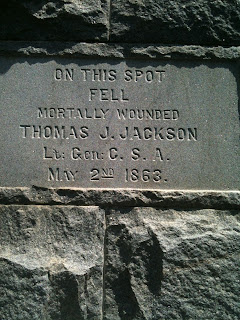 ON THIS SPOT
FELL
MORTALLY WOUNDED
THOMAS J. JACKSON
Lt: Gen: C. S. A.
MAY 2ND 1863.